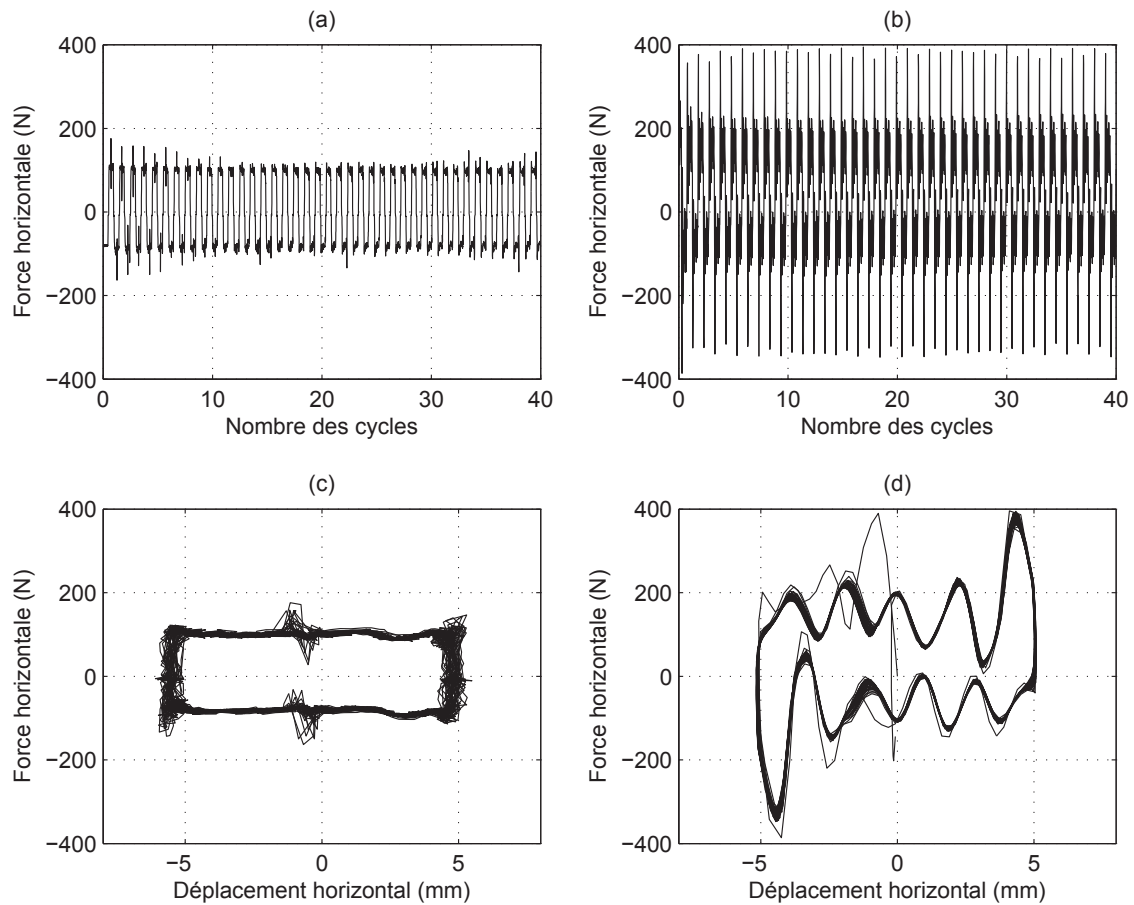 (a)
400
200
0
−200
−400
Force horizontale (N)
0 10 20 30 40
Nombre des cycles
(b)
400
200
0
−200
−400
Force horizontale (N)
0 10 20 30 40
Nombre des cycles
(c)
400
200
0
−200
−400
Force horizontale (N)
−5 0 5
Déplacement horizontal (mm)
(d)
400
200
0
−200
−400
Force horizontale (N)
−5 0 5
Déplacement horizontal (mm)